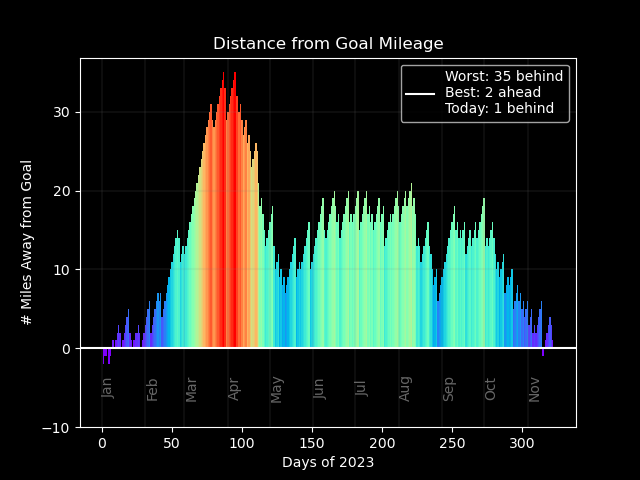 Distance from Goal Mileage
Worst: 35 behind
Best: 2 ahead
Today: 1 behind
# Miles Away from Goal
30
20
10
0
−10
Jan
Feb
Mar
Apr
May
Jun
Jul
Aug
Sep
Oct
Nov
0
50
100
150
200
250
300
Days of 2023